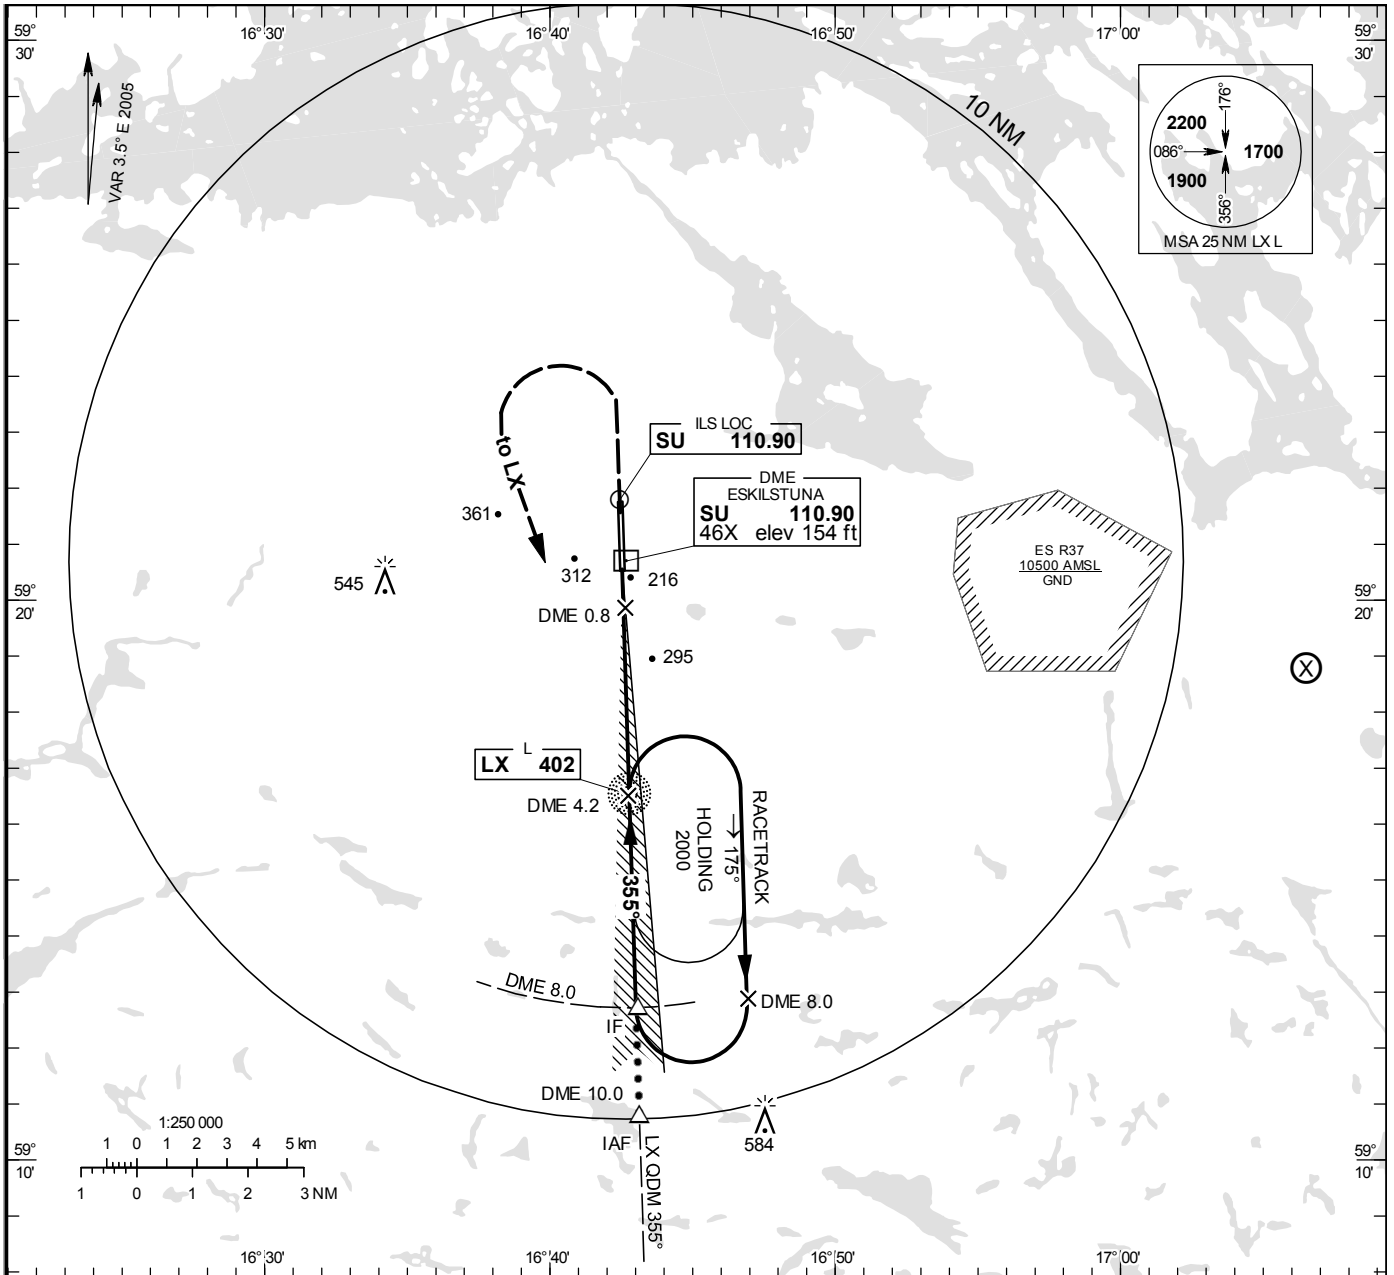 59°
30'
16°30'
16°40'
16°50'
17°00'
59°
30'
VAR 3.5° E 2005
10 NM
176°
2200
086°
1700
1900
356°
MSA 25 NM LX L
to LX
ILS LOC
SU 110.90
DME
ESKILSTUNA
SU 110.90
46X elev 154 ft
361
312
216
545
DME 0.8
295
ES R37
10500 AMSL
GND
59°
20'
59°
20'
X
L
LX 402
DME 4.2
HOLDING
2000
→ 175°
RACETRACK
355°
DME 8.0
DME 8.0
IF
DME 10.0
IAF
LX QDM 355°
584
1:250 000
1 0 1 2 3 4 5 km
1 0 1 2 3 NM
59°
10'
59°
10'
16°30'
16°40'
16°50'
17°00'